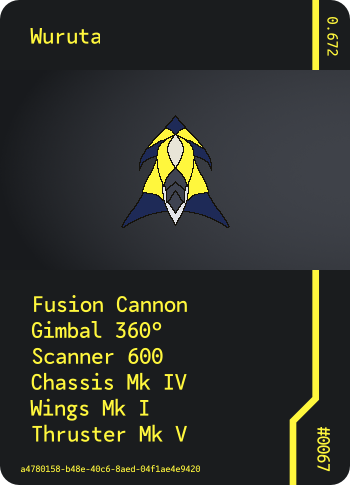 Wuruta
0.672
Fusion Cannon
Gimbal 360°
Scanner 600
Chassis Mk IV
Wings Mk I
Thruster Mk V
#0067
a4780158-b48e-40c6-8aed-04f1ae4e9420